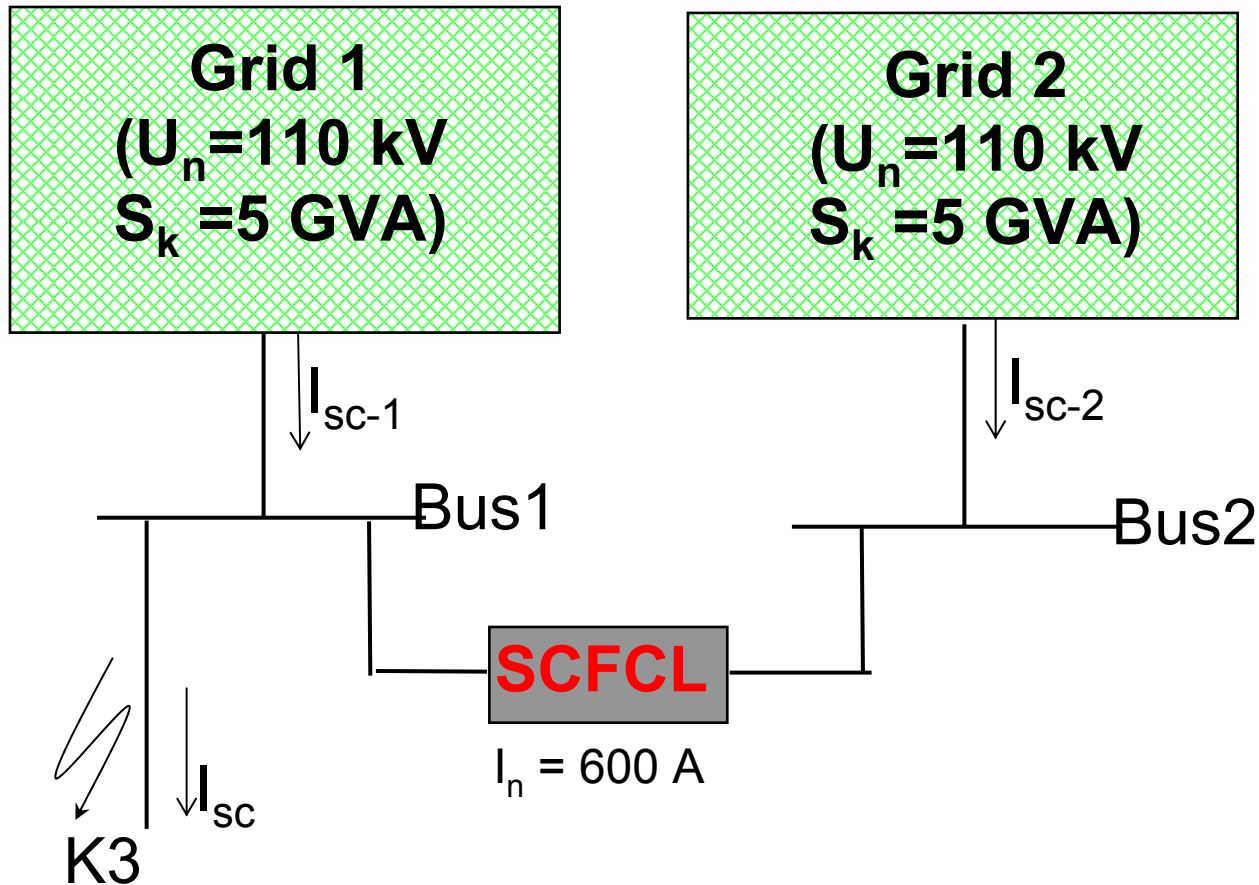 Grid 1
(Uₙ=110 kV
Sₖ =5 GVA)
Grid 2
(Uₙ=110 kV
Sₖ =5 GVA)
Isc-1
Isc-2
Bus1
Bus2
SCFCL
Iₙ = 600 A
Isc
K3